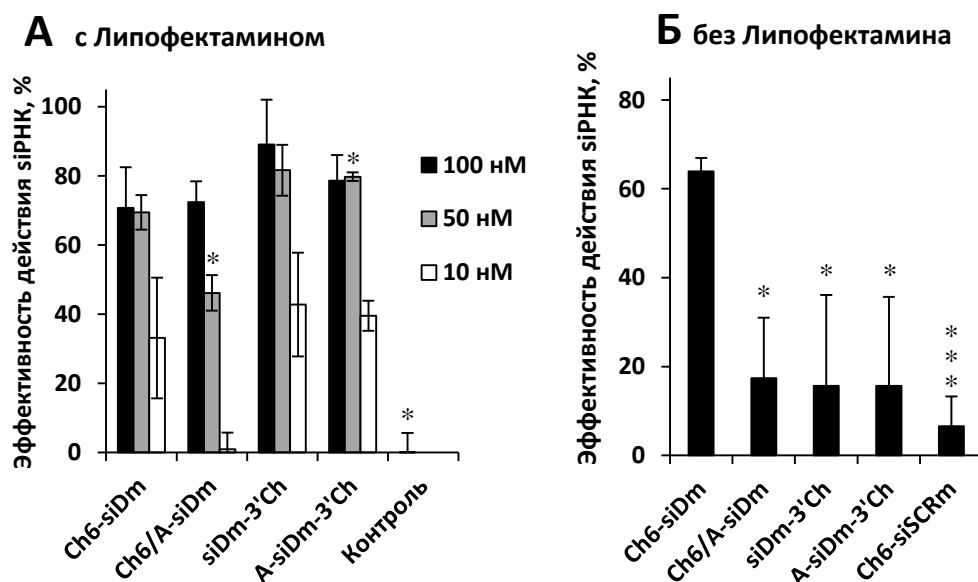 А с Липофектамином
Эффективность действия siРНК, %
100
80
60
40
20
0
*
*
*
100 нМ
50 нМ
10 нМ
Ch6-siDm
Ch6/A-siDm
siDm-3'Ch
A-siDm-3'Ch
Контроль
Б без Липофектамина
Эффективность действия siРНК, %
80
60
40
20
0
*
*
*
***
Ch6-siDm
Ch6/A-siDm
siDm-3'Ch
A-siDm-3'Ch
Ch6-siSCRm